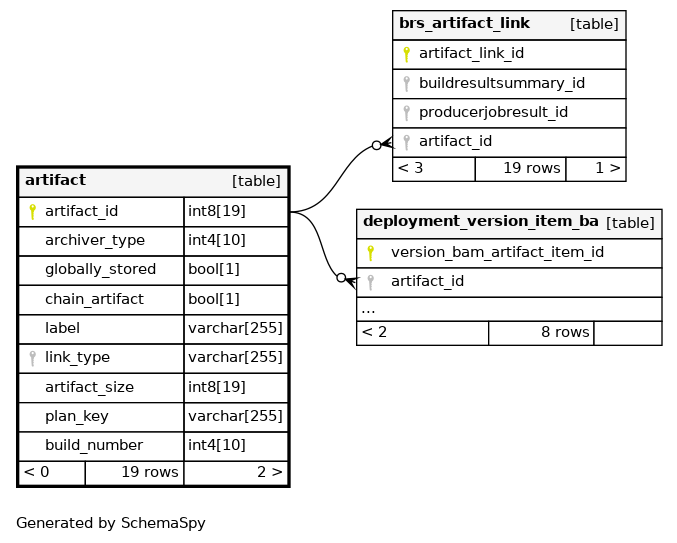 brs_artifact_link [table]
artifact_link_id
buildresultsummary_id
producerjobresult_id
artifact_id
< 3 19 rows 1 >
artifact [table]
artifact_id int8[19]
archiver_type int4[10]
globally_stored bool[1]
chain_artifact bool[1]
label varchar[255]
link_type varchar[255]
artifact_size int8[19]
plan_key varchar[255]
build_number int4[10]
< 0 19 rows 2 >
deployment_version_item_ba [table]
version_bam_artifact_item_id
artifact_id
...
< 2 8 rows
Generated by SchemaSpy